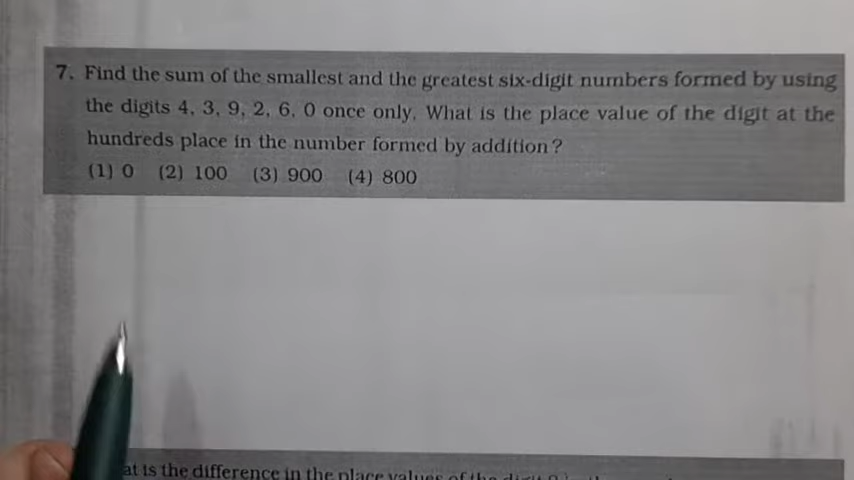 7. Find the sum of the smallest and the greatest six-digit numbers formed by using
the digits 4, 3, 9, 2, 6, 0 once only. What is the place value of the digit at the
hundreds place in the number formed by addition?
(1) 0 (2) 100 (3) 900 (4) 800
at is the difference in the place values of the digit